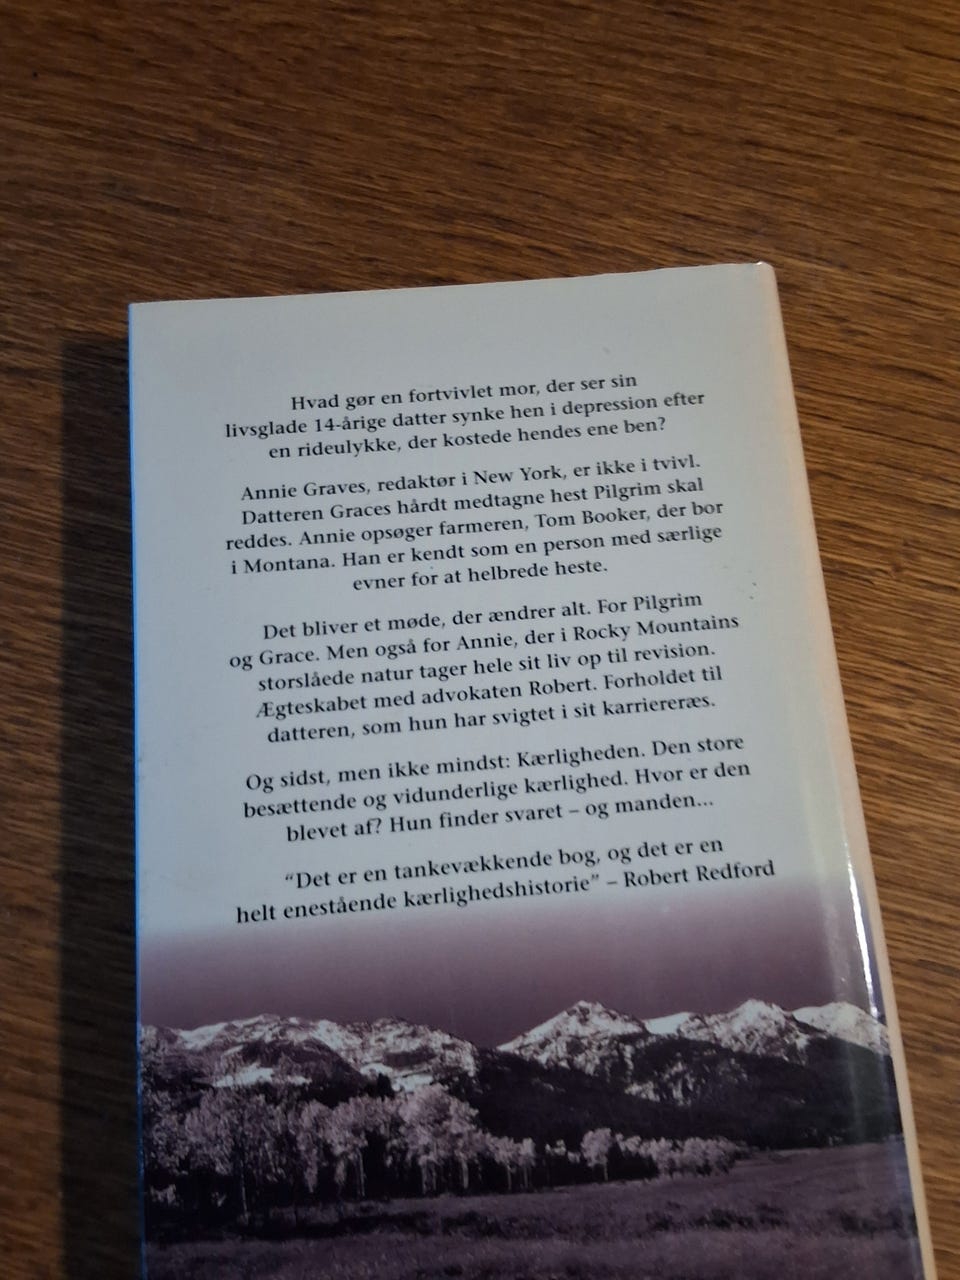 Hvad gør en fortvivlet mor, der ser sin
livsglade 14-årige datter synke hen i depression efter
en rideulykke, der kostede hendes ene ben?
Annie Graves, redaktør i New York, er ikke i tvivl.
Datteren Graces hårdt medtagne hest Pilgrim skal
reddes. Annie opsøger farmeren, Tom Booker, der bor
i Montana. Han er kendt som en person med særlige
evner for at helbrede heste.
Det bliver et møde, der ændrer alt. For Pilgrim
og Grace. Men også for Annie, der i Rocky Mountains
storslåede natur tager hele sit liv op til revision.
Ægteskabet med advokaten Robert. Forholdet til
datteren, som hun har svigtet i sit karriereræs.
Og sidst, men ikke mindst: Kærligheden. Den store
besættende og vidunderlige kærlighed. Hvor er den
blevet af? Hun finder svaret – og manden...
“Det er en tankevækkende bog, og det er en
helt enestående kærlighedshistorie” – Robert Redford